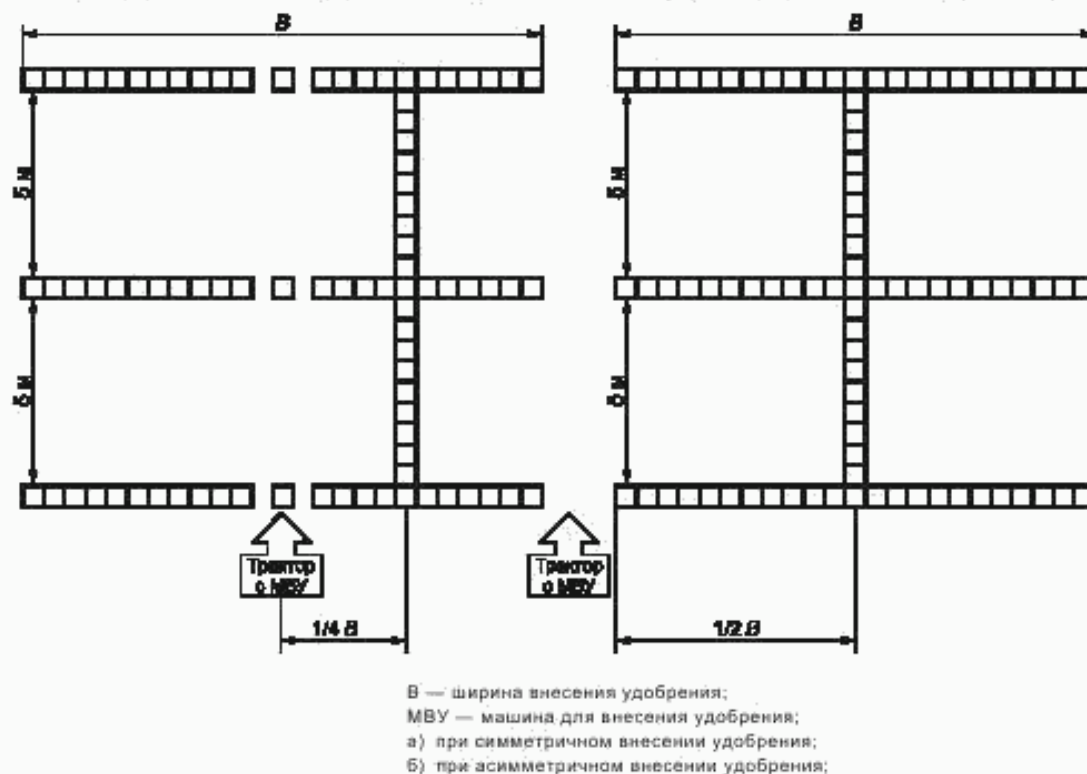 В В
5 м 5 м
5 м 5 м
Трактор
с МВУ
Трактор
с МВУ
1/4 В 1/2 В
В — ширина внесения удобрения;
МВУ — машина для внесения удобрения;
а) при симметричном внесении удобрения;
б) при асимметричном внесении удобрения;